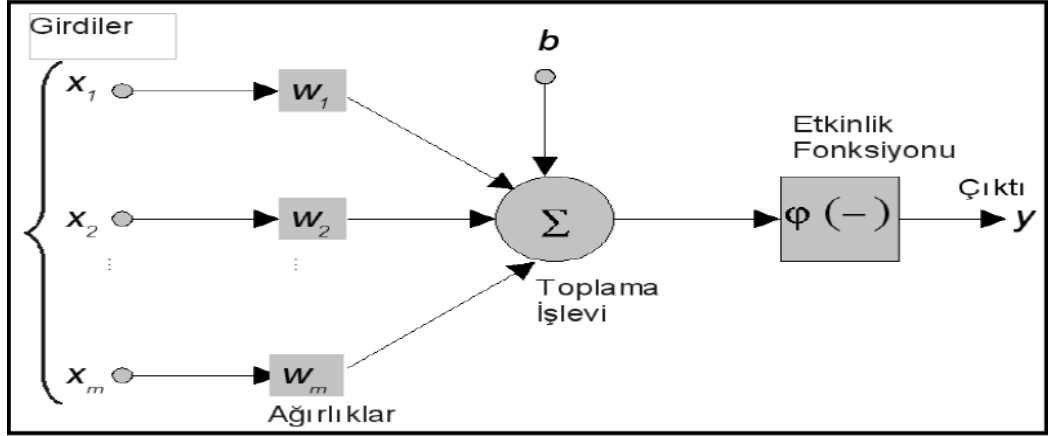 Girdiler
b
x1
w1
Etkinlik
Fonksiyonu
Çıktı
x2
w2
Σ
φ (−)
y
...
...
Toplama
İşlevi
xm
wm
Ağırlıklar